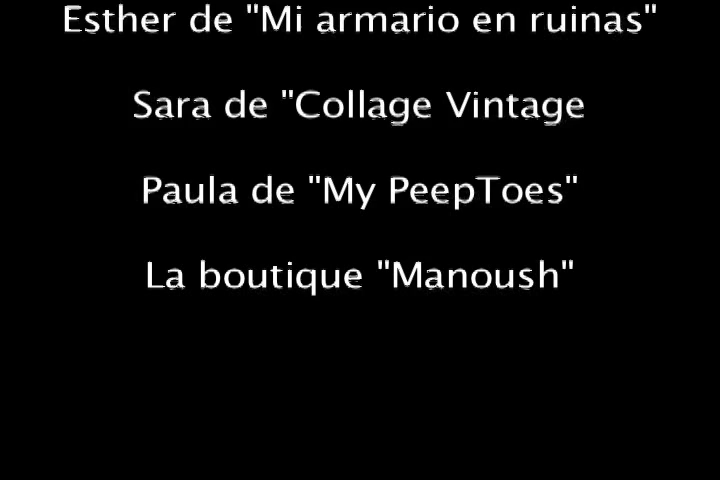 Esther de "Mi armario en ruinas"
Sara de "Collage Vintage
Paula de "My PeepToes"
La boutique "Manoush"